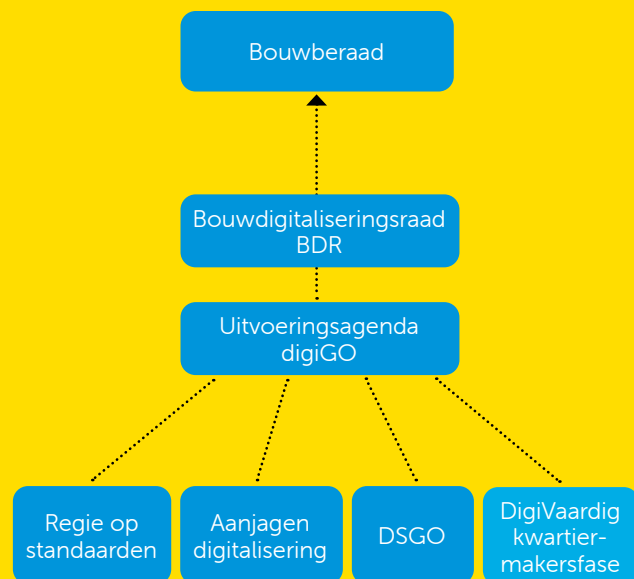 Bouwberaad
Bouwdigitaliseringsraad
BDR
Uitvoeringsagenda
digiGO
Regie op
standaarden
Aanjagen
digitalisering
DSGO
DigiVaardig
kwartier-
makersfase